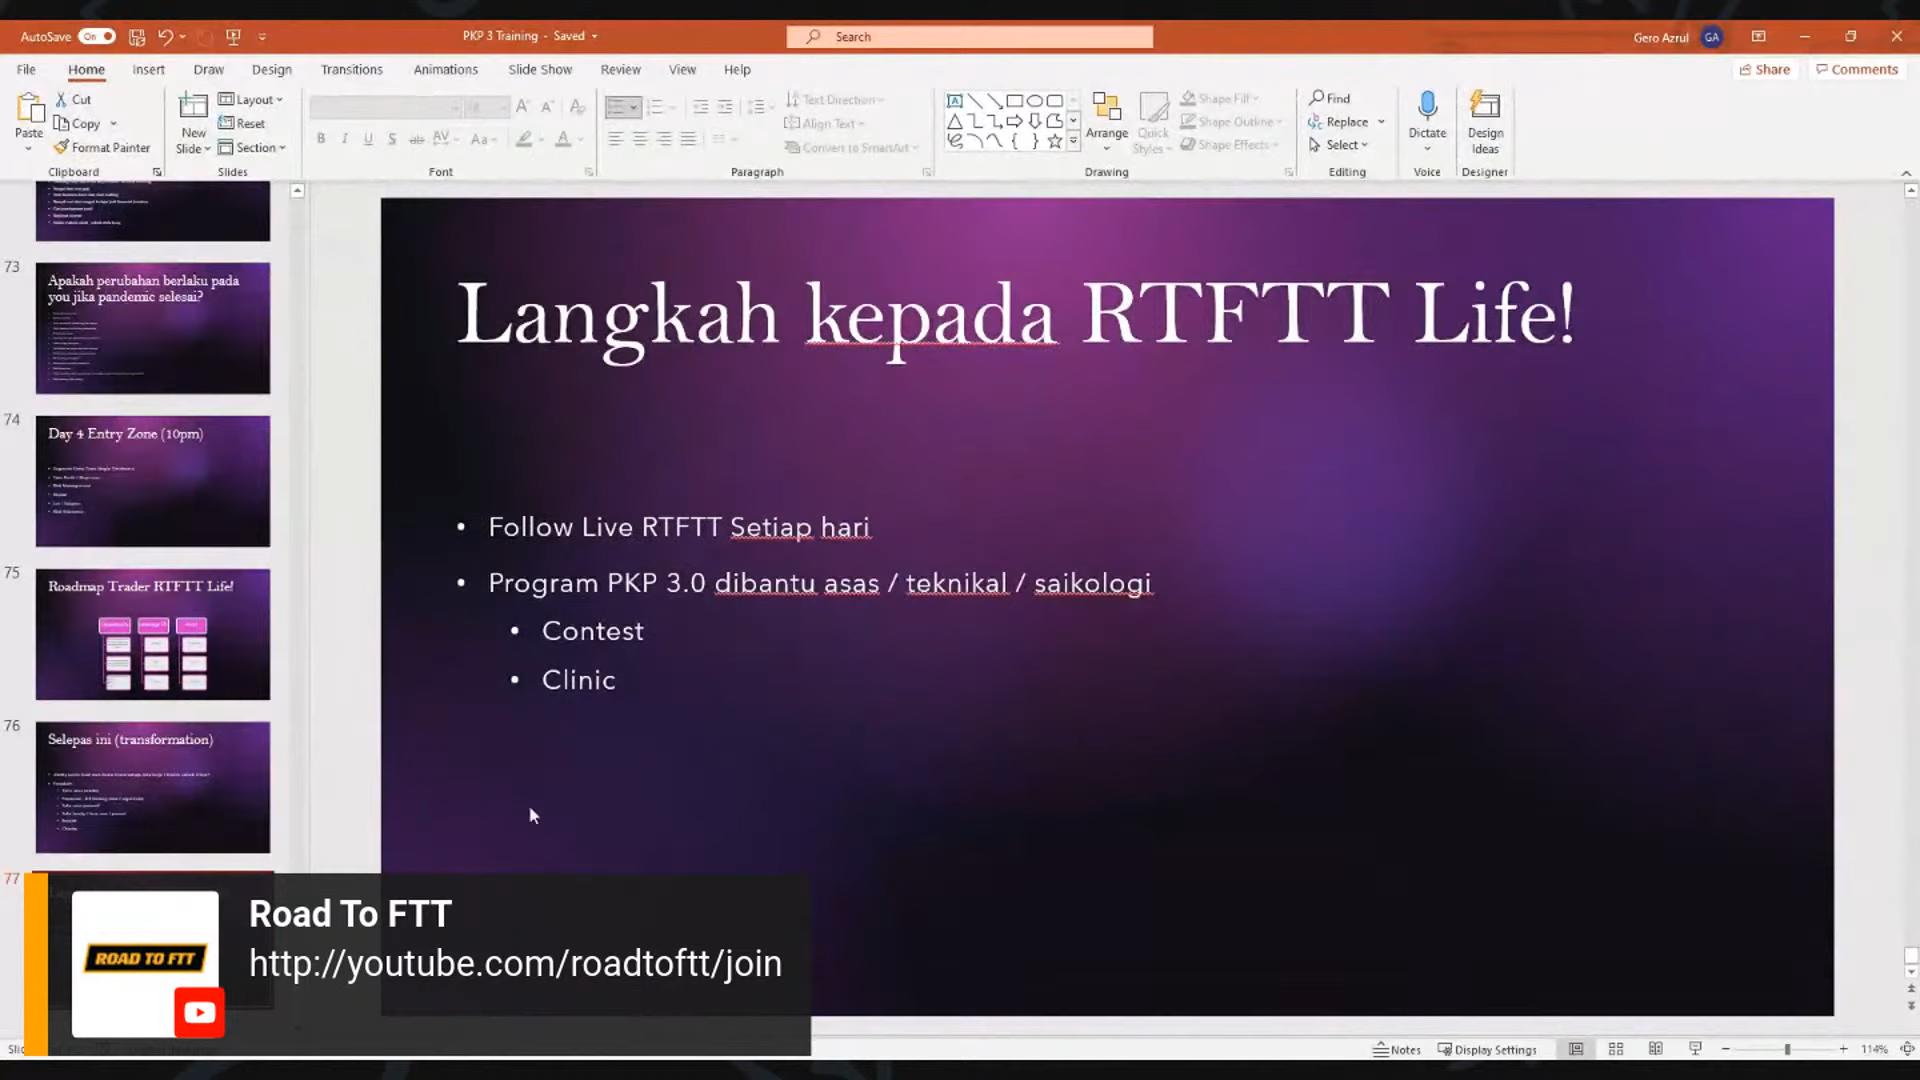 AutoSave On
PKP 3 Training - Saved
Search
Gero Azrul GA
File Home Insert Draw Design Transitions Animations Slide Show Review View Help
Share Comments
Paste
Cut
Copy
Format Painter
Clipboard
New Slide
Layout
Reset
Section
Slides
Font
Text Direction
Align Text
Convert to SmartArt
Paragraph
Arrange
Quick Styles
Shape Fill
Shape Outline
Shape Effects
Drawing
Find
Replace
Select
Editing
Dictate
Voice
Design Ideas
Designer
73
Apakah perubahan berlaku pada
you jika pandemic selesai?
74
Day 4 Entry Zone (10pm)
75
Roadmap Trader RTFTT Life!
76
Selepas ini (transformation)
77
Langkah kepada RTFTT Life!
• Follow Live RTFTT Setiap hari
• Program PKP 3.0 dibantu asas / teknikal / saikologi
• Contest
• Clinic
ROAD TO FTT
Road To FTT
http://youtube.com/roadtoftt/join
Notes Display Settings 114%